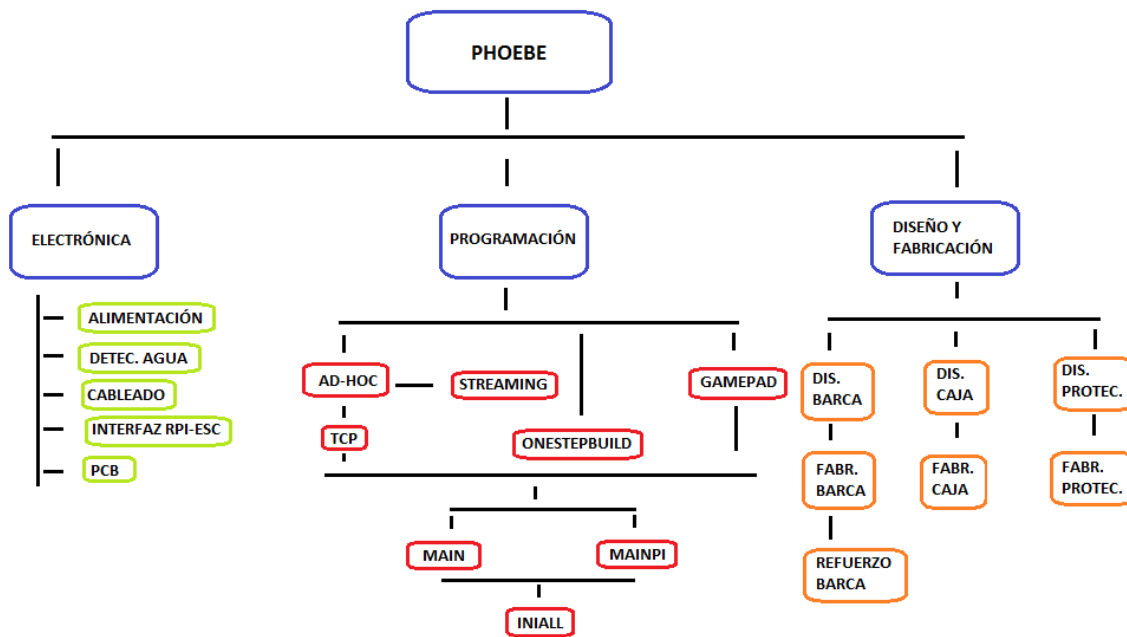 PHOEBE
ELECTRÓNICA
PROGRAMACIÓN
DISEÑO Y
FABRICACIÓN
ALIMENTACIÓN
DETEC. AGUA
CABLEADO
INTERFAZ RPI-ESC
PCB
AD-HOC
STREAMING
GAMEPAD
TCP
ONESTEPBUILD
MAIN
MAINPI
INIALL
DIS.
BARCA
DIS.
CAJA
DIS.
PROTEC.
FABR.
BARCA
FABR.
CAJA
FABR.
PROTEC.
REFUERZO
BARCA